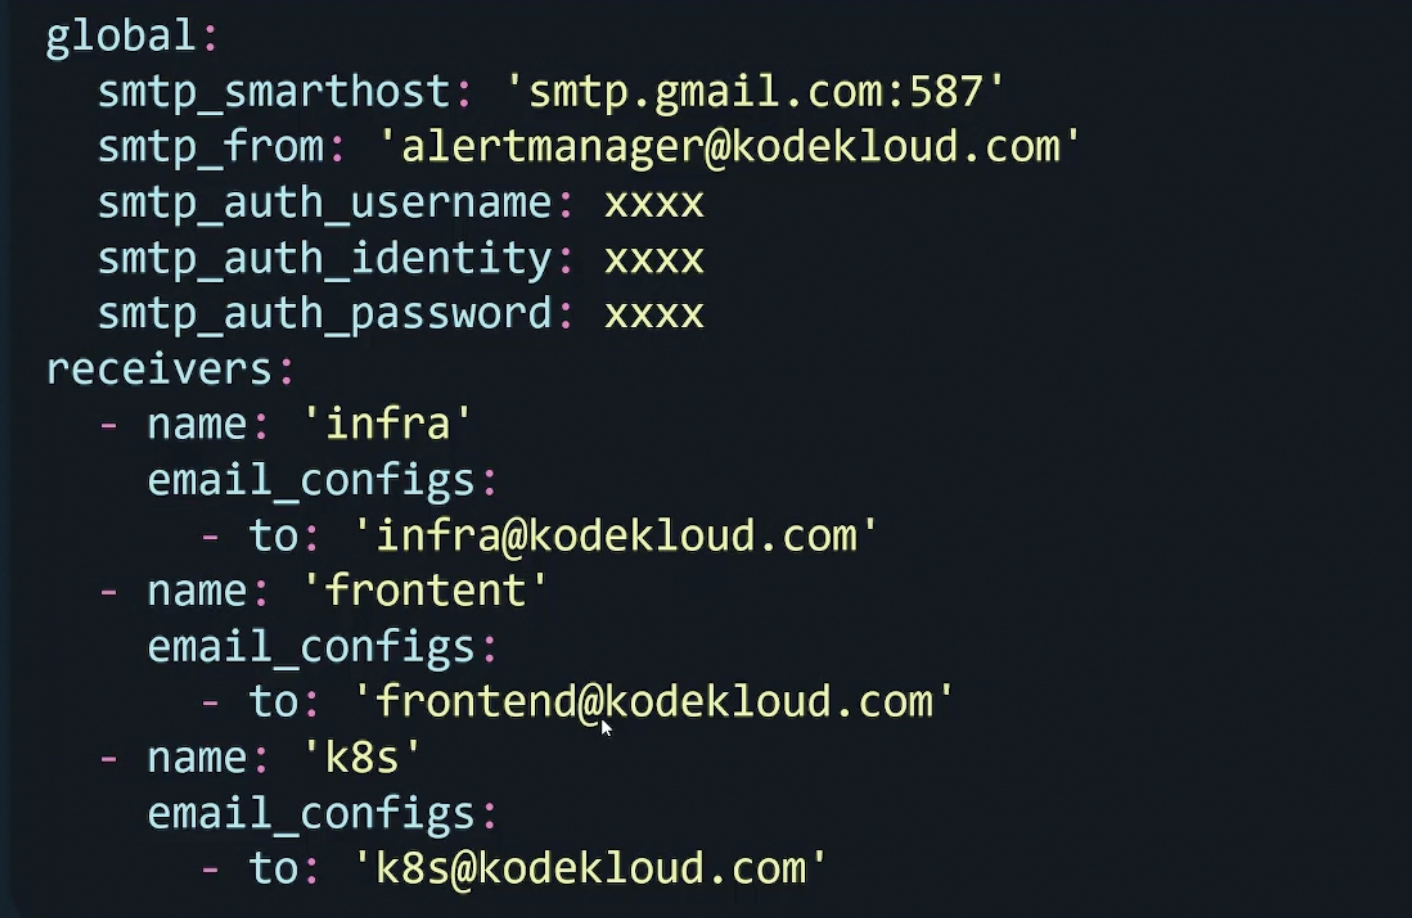 global:
  smtp_smarthost: 'smtp.gmail.com:587'
  smtp_from: 'alertmanager@kodekloud.com'
  smtp_auth_username: xxxx
  smtp_auth_identity: xxxx
  smtp_auth_password: xxxx
receivers:
  - name: 'infra'
    email_configs:
      - to: 'infra@kodekloud.com'
  - name: 'frontent'
    email_configs:
      - to: 'frontend@kodekloud.com'
  - name: 'k8s'
    email_configs:
      - to: 'k8s@kodekloud.com'